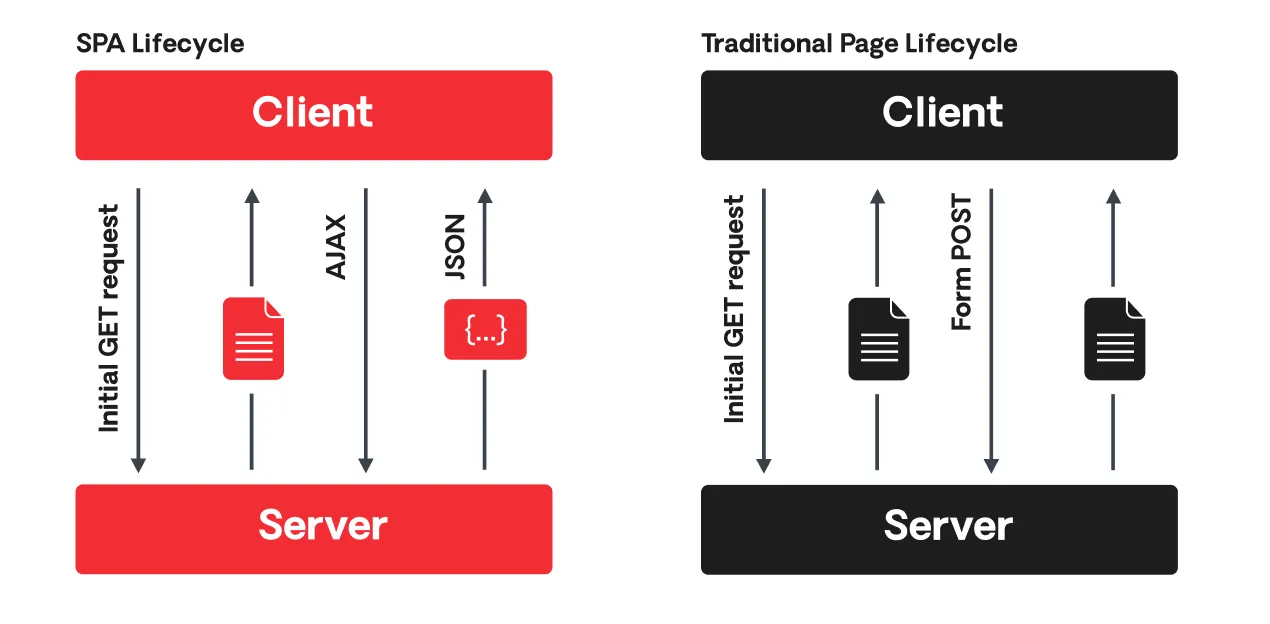 SPA Lifecycle
Client
Initial GET request
AJAX
JSON
{...}
Server
Traditional Page Lifecycle
Client
Initial GET request
Form POST
Server